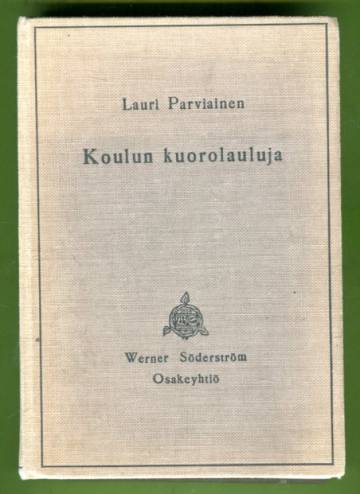 Lauri Parviainen
Koulun kuorolauluja
Werner Söderström
Osakeyhtiö